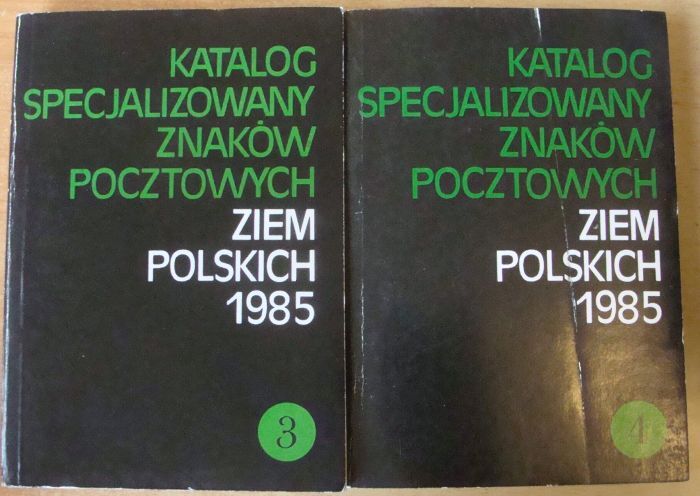 KATALOG
SPECJALIZOWANY
ZNAKÓW
POCZTOWYCH
ZIEM
POLSKICH
1985
3
KATALOG
SPECJALIZOWANY
ZNAKÓW
POCZTOWYCH
ZIEM
POLSKICH
1985
4